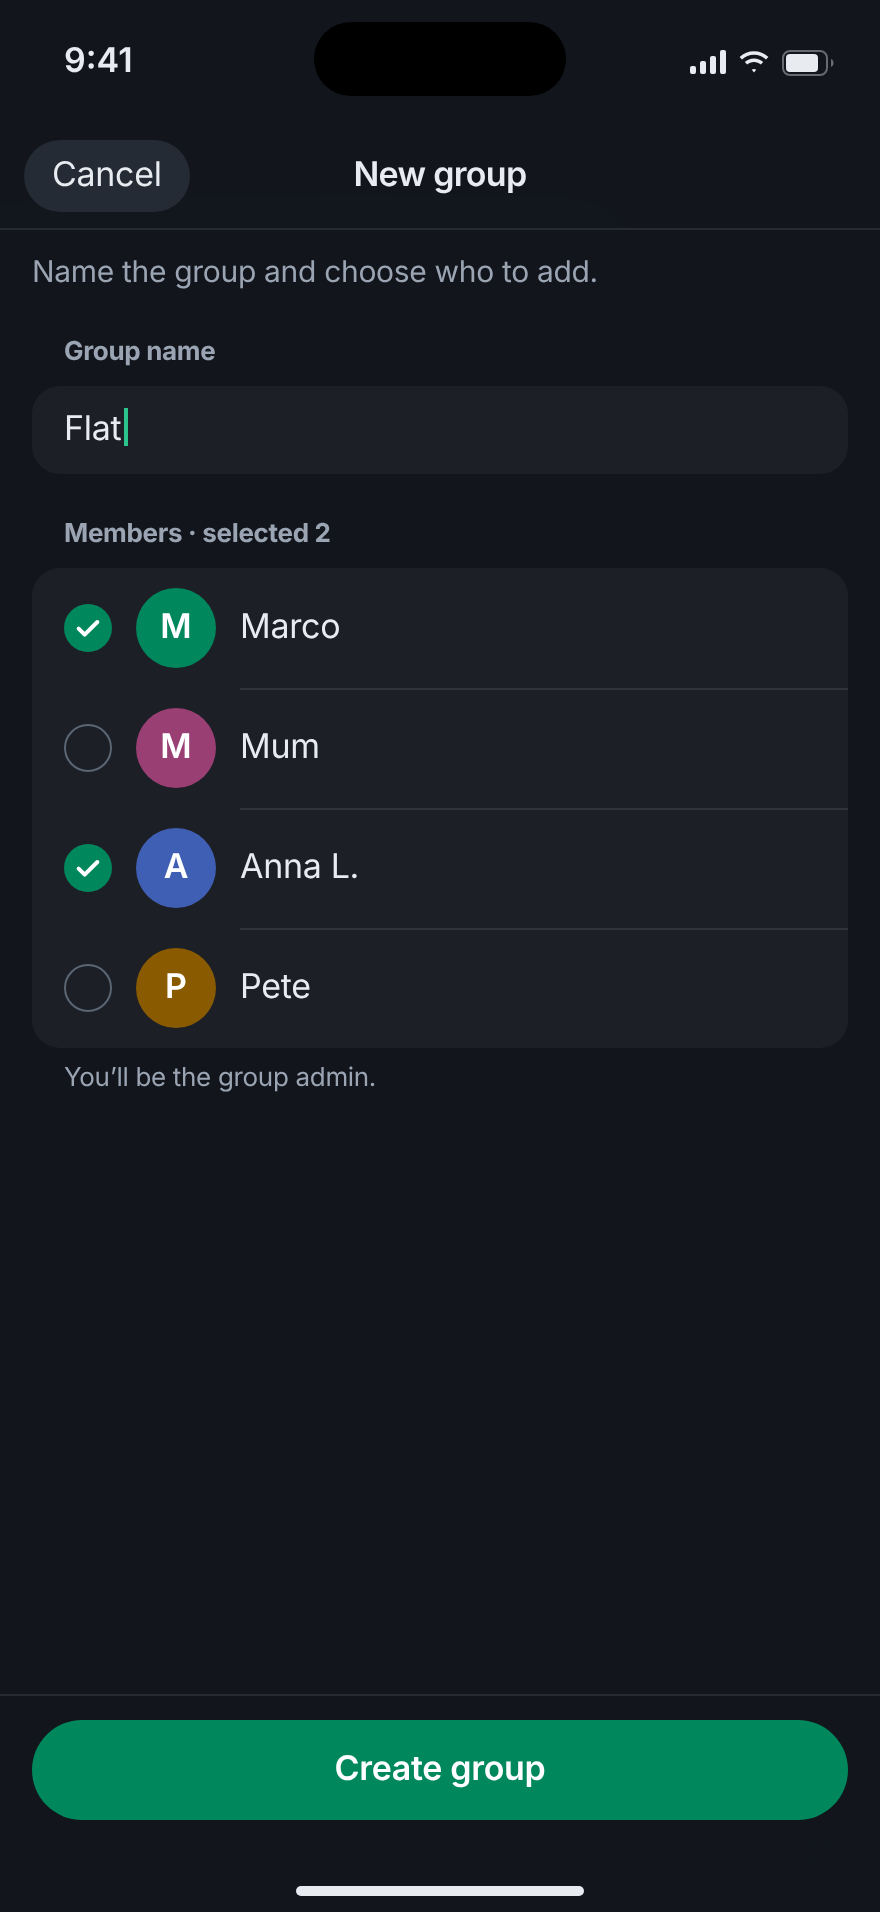 9:41
Cancel
New group
Name the group and choose who to add.
Group name
Flat
Members · selected 2
M Marco
M Mum
A Anna L.
P Pete
You’ll be the group admin.
Create group